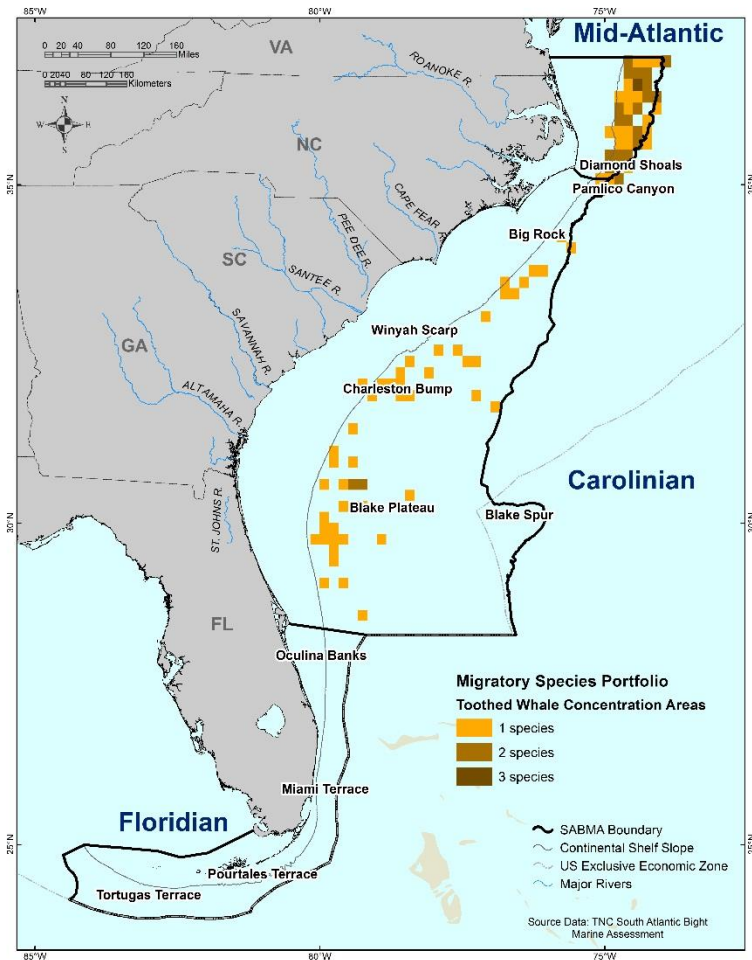 85°W
80°W
75°W
Mid-Atlantic
0 20 40 80 120 160
Miles
0 20 40 80 120 160
Kilometers
N
W E
S
VA
ROANOKE R.
NC
Diamond Shoals
Pamlico Canyon
35°N
35°N
CAPE FEAR R.
PEE DEE R.
Big Rock
SC
SANTEE R.
SAVANNAH R.
Winyah Scarp
GA
Charleston Bump
ALTAMAHA R.
Carolinian
Blake Plateau
Blake Spur
30°N
30°N
ST. JOHNS R.
FL
Oculina Banks
Migratory Species Portfolio
Toothed Whale Concentration Areas
1 species
2 species
3 species
Miami Terrace
Floridian
SABMA Boundary
Continental Shelf Slope
US Exclusive Economic Zone
Major Rivers
25°N
25°N
Pourtales Terrace
Tortugas Terrace
Source Data: TNC South Atlantic Bight
Marine Assessment
85°W
80°W
75°W